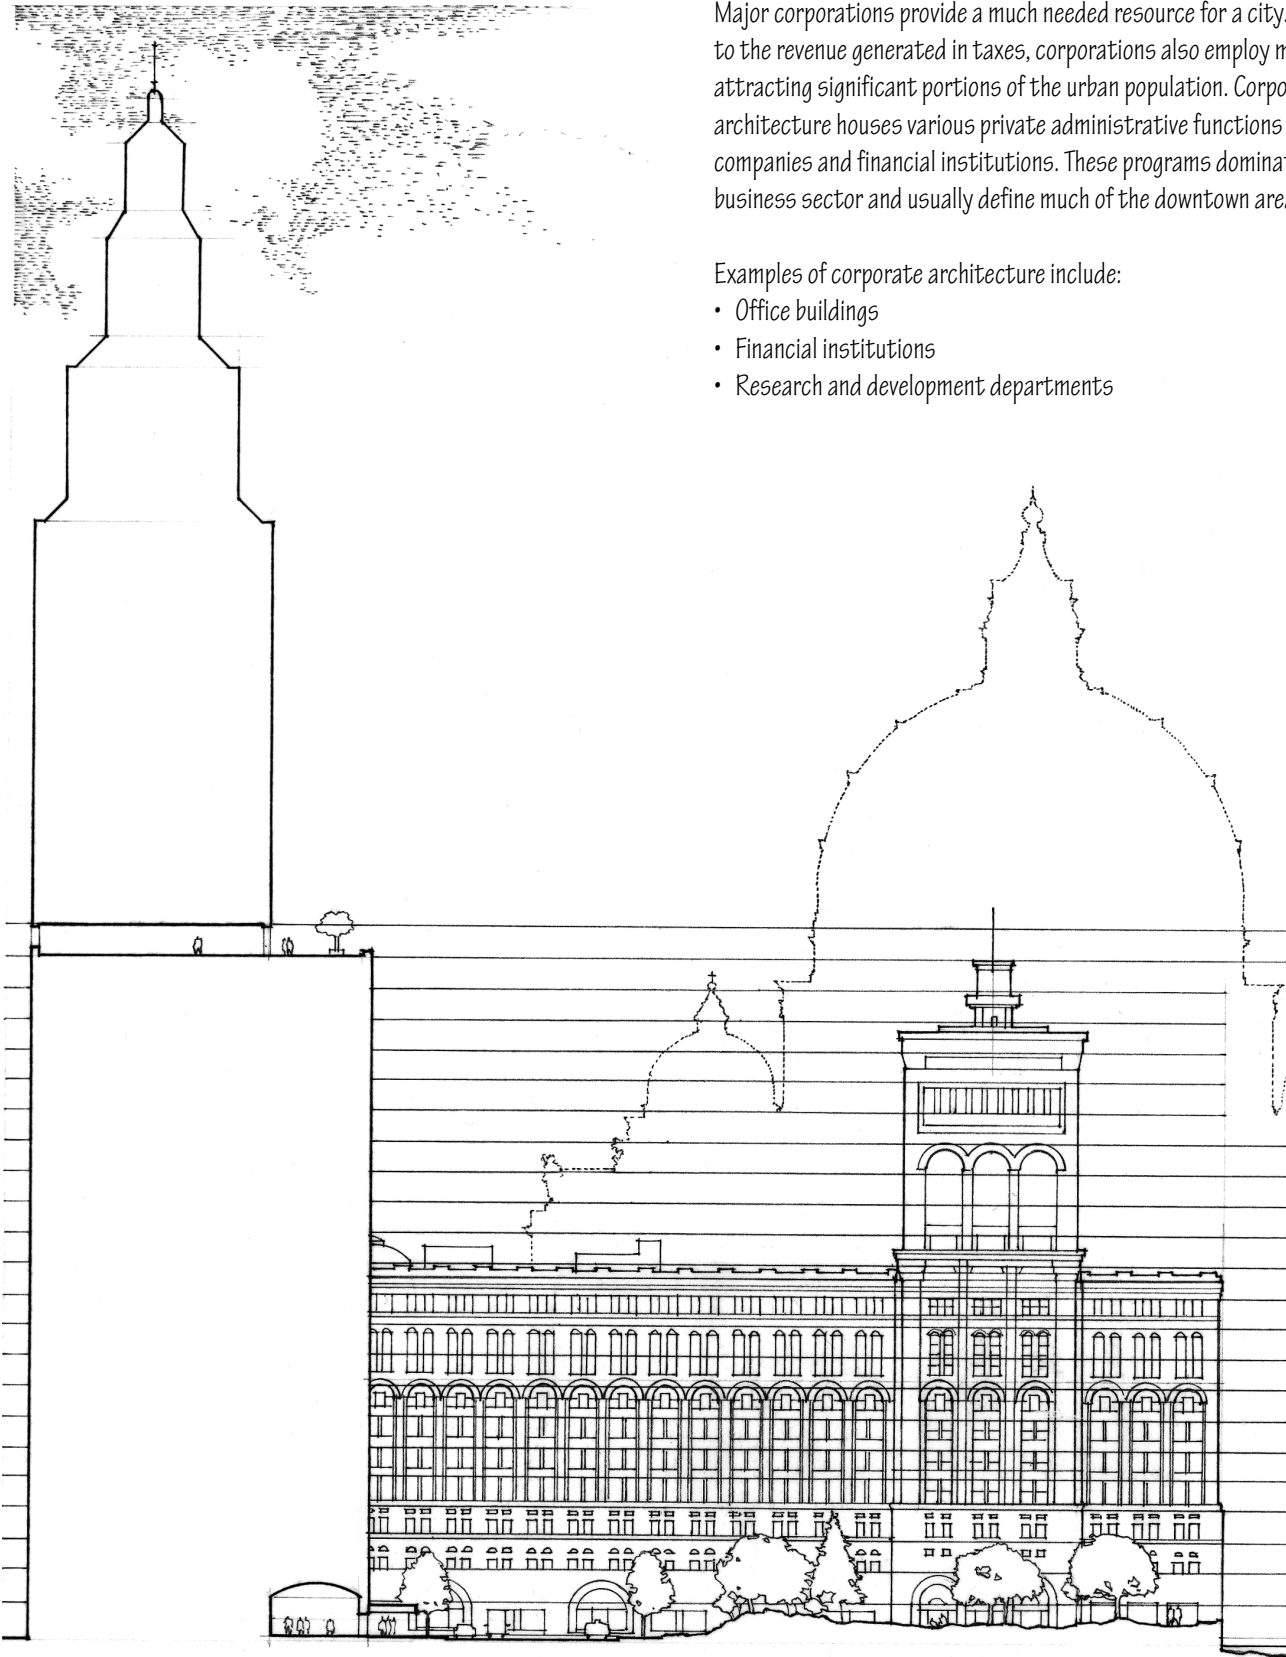 Major corporations provide a much needed resource for a city.
to the revenue generated in taxes, corporations also employ
attracting significant portions of the urban population.
architecture houses various private administrative functions
companies and financial institutions. These programs
business sector and usually define much of the downtown

Examples of corporate architecture include:
• Office buildings
• Financial institutions
• Research and development departments